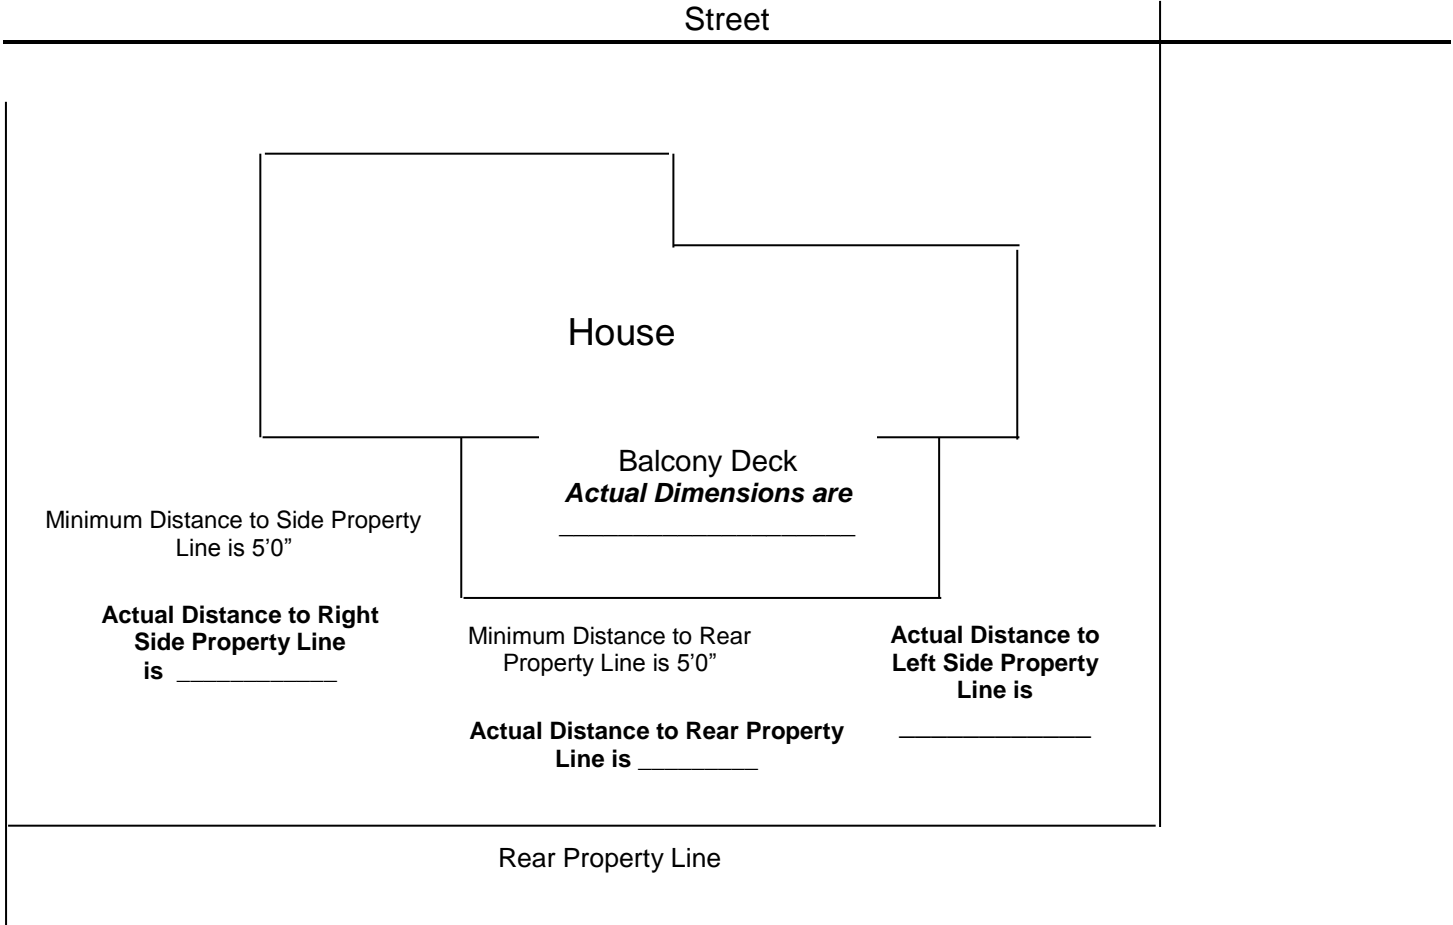 Street
House
Balcony Deck
Actual Dimensions are
____________________
Minimum Distance to Side Property
Line is 5’0”
Actual Distance to Right
Side Property Line
is ____________
Minimum Distance to Rear
Property Line is 5’0”
Actual Distance to Rear Property
Line is _________
Actual Distance to
Left Side Property
Line is
_____________
Rear Property Line